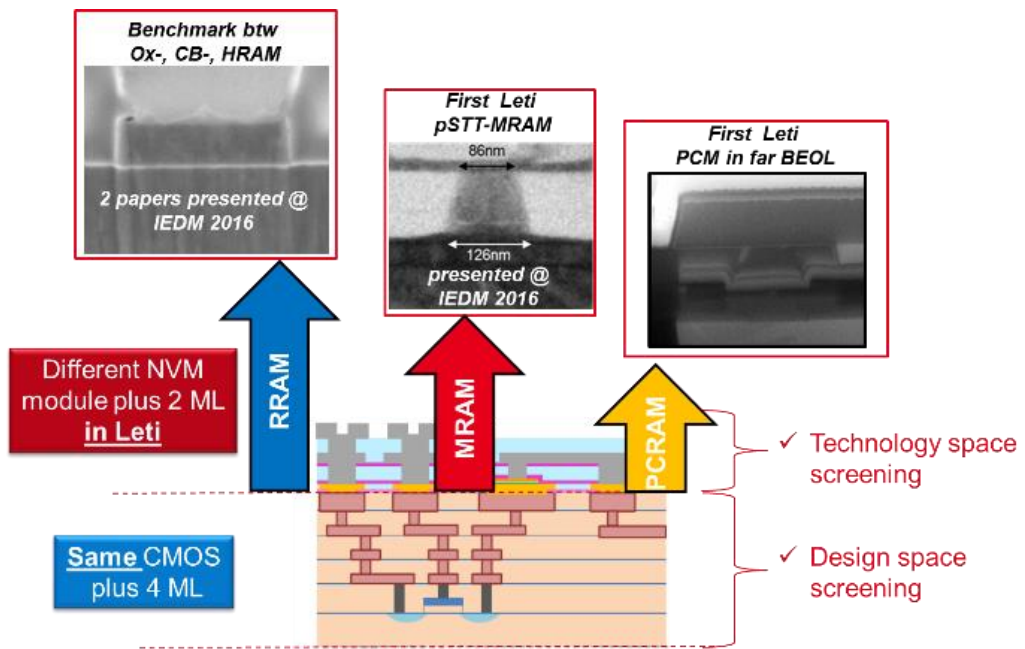 Benchmark btw
Ox-, CB-, HRAM
2 papers presented @
IEDM 2016
First Leti
pSTT-MRAM
86nm
126nm
presented @
IEDM 2016
First Leti
PCM in far BEOL
Different NVM
module plus 2 ML
in Leti
RRAM
MRAM
PCRAM
✓ Technology space
screening
Same CMOS
plus 4 ML
✓ Design space
screening